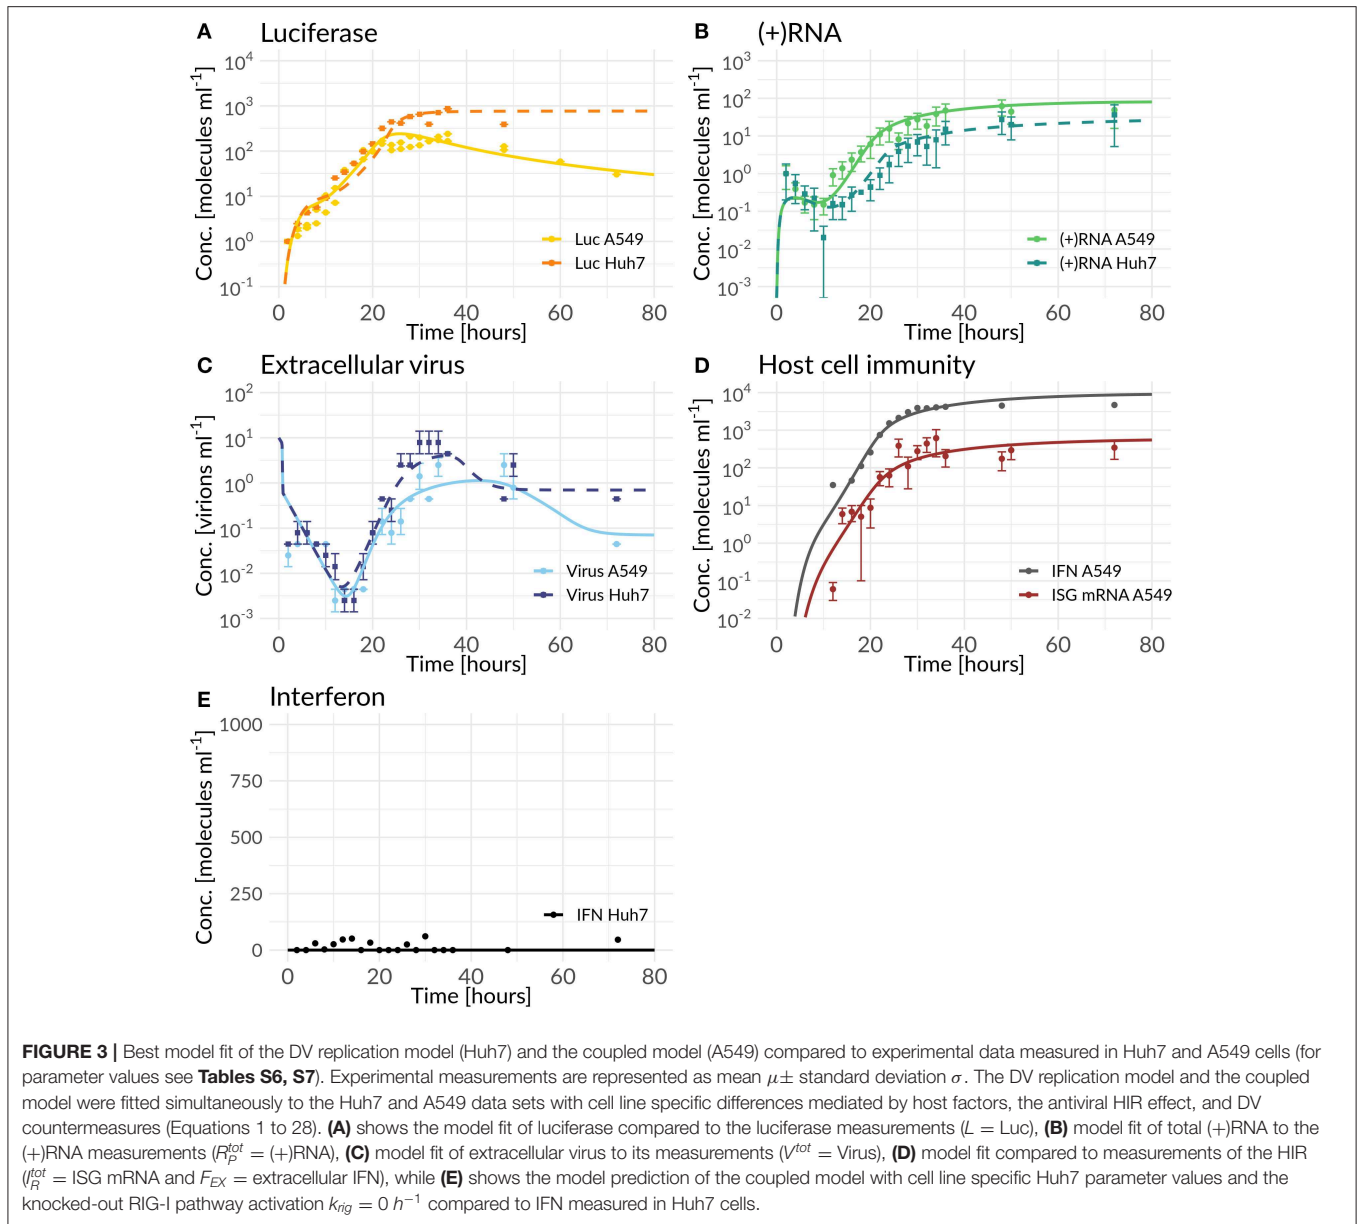 A Luciferase
Conc. [molecules ml⁻¹]
10⁴
10³
10²
10¹
10⁰
10⁻¹
Luc A549
Luc Huh7
0 20 40 60 80
Time [hours]
B (+)RNA
Conc. [molecules ml⁻¹]
10³
10²
10¹
10⁰
10⁻¹
10⁻²
10⁻³
(+)RNA A549
(+)RNA Huh7
0 20 40 60 80
Time [hours]
C Extracellular virus
Conc. [virions ml⁻¹]
10²
10¹
10⁰
10⁻¹
10⁻²
10⁻³
Virus A549
Virus Huh7
0 20 40 60 80
Time [hours]
D Host cell immunity
Conc. [molecules ml⁻¹]
10⁴
10³
10²
10¹
10⁰
10⁻¹
10⁻²
IFN A549
ISG mRNA A549
0 20 40 60 80
Time [hours]
E Interferon
Conc. [molecules ml⁻¹]
1000
750
500
250
0
IFN Huh7
0 20 40 60 80
Time [hours]
FIGURE 3 | Best model fit of the DV replication model (Huh7) and the coupled model (A549) compared to experimental data measured in Huh7 and A549 cells (for
parameter values see Tables S6, S7). Experimental measurements are represented as mean μ± standard deviation σ. The DV replication model and the coupled
model were fitted simultaneously to the Huh7 and A549 data sets with cell line specific differences mediated by host factors, the antiviral HIR effect, and DV
countermeasures (Equations 1 to 28). (A) shows the model fit of luciferase compared to the luciferase measurements (L = Luc), (B) model fit of total (+)RNA to the
(+)RNA measurements (R_P^tot = (+)RNA), (C) model fit of extracellular virus to its measurements (V^tot = Virus), (D) model fit compared to measurements of the HIR
(I_R^tot = ISG mRNA and F_EX = extracellular IFN), while (E) shows the model prediction of the coupled model with cell line specific Huh7 parameter values and the
knocked-out RIG-I pathway activation k_rig = 0 h⁻¹ compared to IFN measured in Huh7 cells.